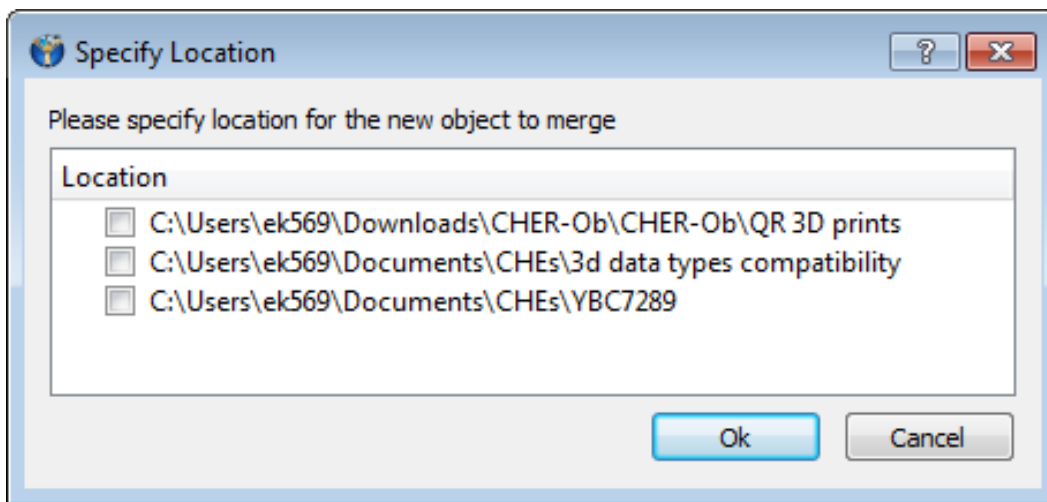 Specify Location
Please specify location for the new object to merge
Location
C:\Users\ek569\Downloads\CHER-Ob\CHER-Ob\QR 3D prints
C:\Users\ek569\Documents\CHEs\3d data types compatibility
C:\Users\ek569\Documents\CHEs\YBC7289
Ok Cancel